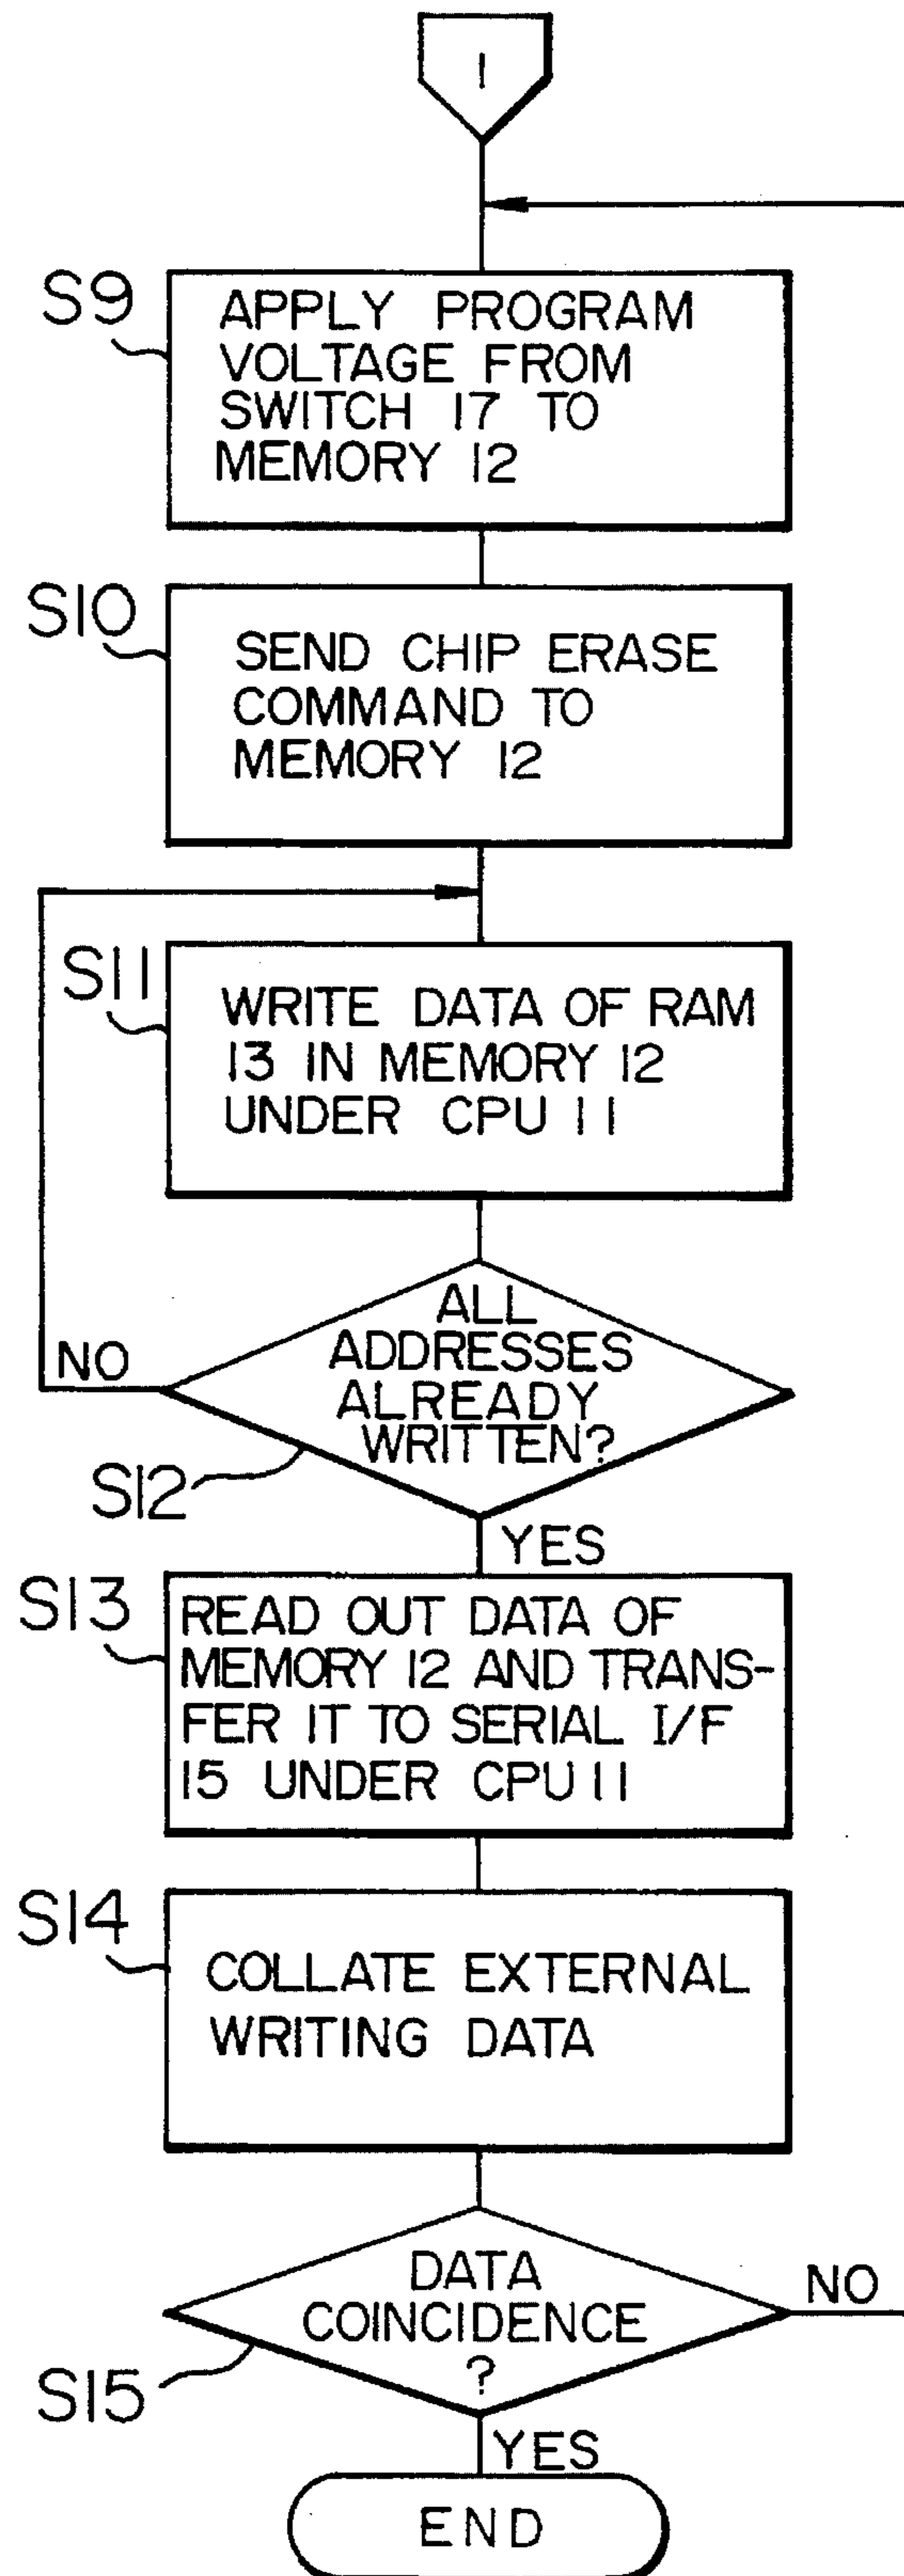 1
S9
APPLY PROGRAM
VOLTAGE FROM
SWITCH 17 TO
MEMORY 12
S10
SEND CHIP ERASE
COMMAND TO
MEMORY 12
S11
WRITE DATA OF RAM
13 IN MEMORY 12
UNDER CPU 11
ALL
ADDRESSES
ALREADY
WRITTEN?
NO
S12
YES
S13
READ OUT DATA OF
MEMORY 12 AND TRANS-
FER IT TO SERIAL I/F
15 UNDER CPU 11
S14
COLLATE EXTERNAL
WRITING DATA
DATA
COINCIDENCE
?
NO
S15
YES
END